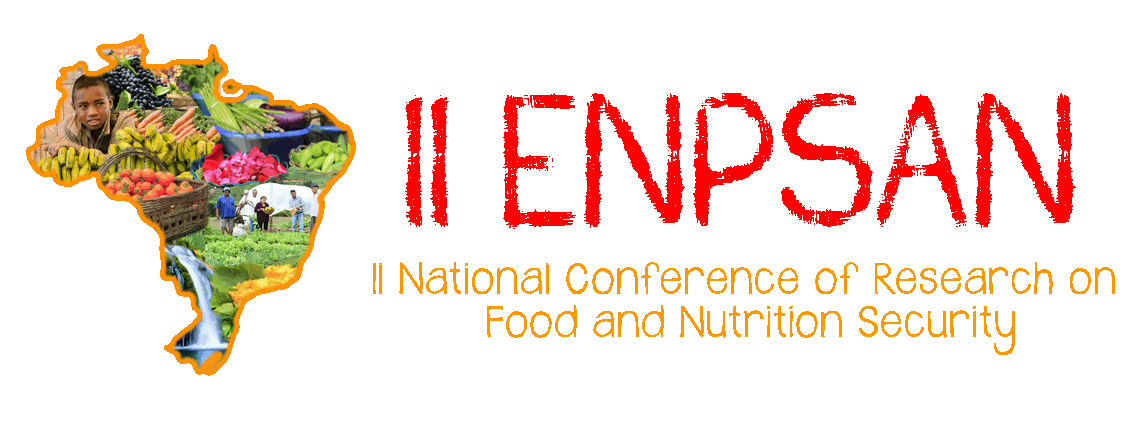 II ENPSAN
II National Conference of Research on
Food and Nutrition Security